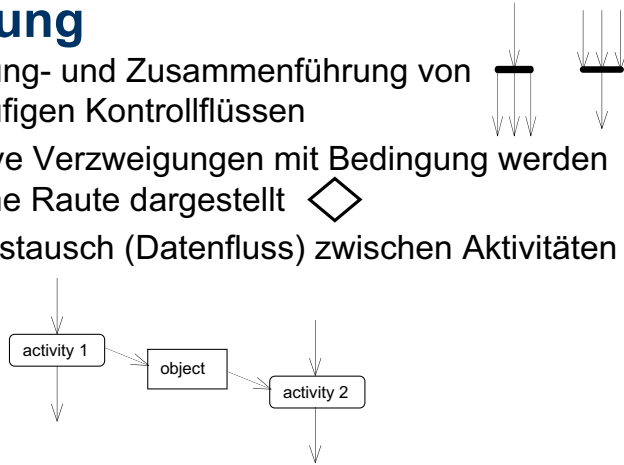 ung
ung- und Zusammenführung von
ufigen Kontrollflüssen
ve Verzweigungen mit Bedingung werden
ne Raute dargestellt
stausch (Datenfluss) zwischen Aktivitäten
activity 1
object
activity 2